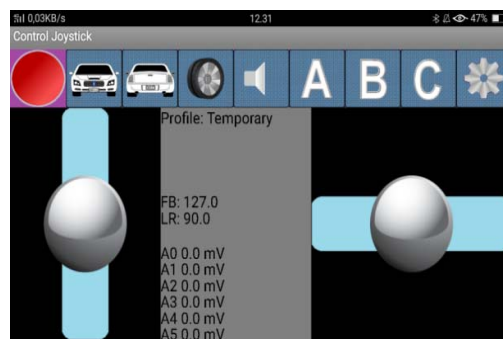 0,03KB/s 12.31 47%
Control Joystick
A B C
Profile: Temporary
FB: 127.0
LR: 90.0
A0 0.0 mV
A1 0.0 mV
A2 0.0 mV
A3 0.0 mV
A4 0.0 mV
A5 0.0 mV